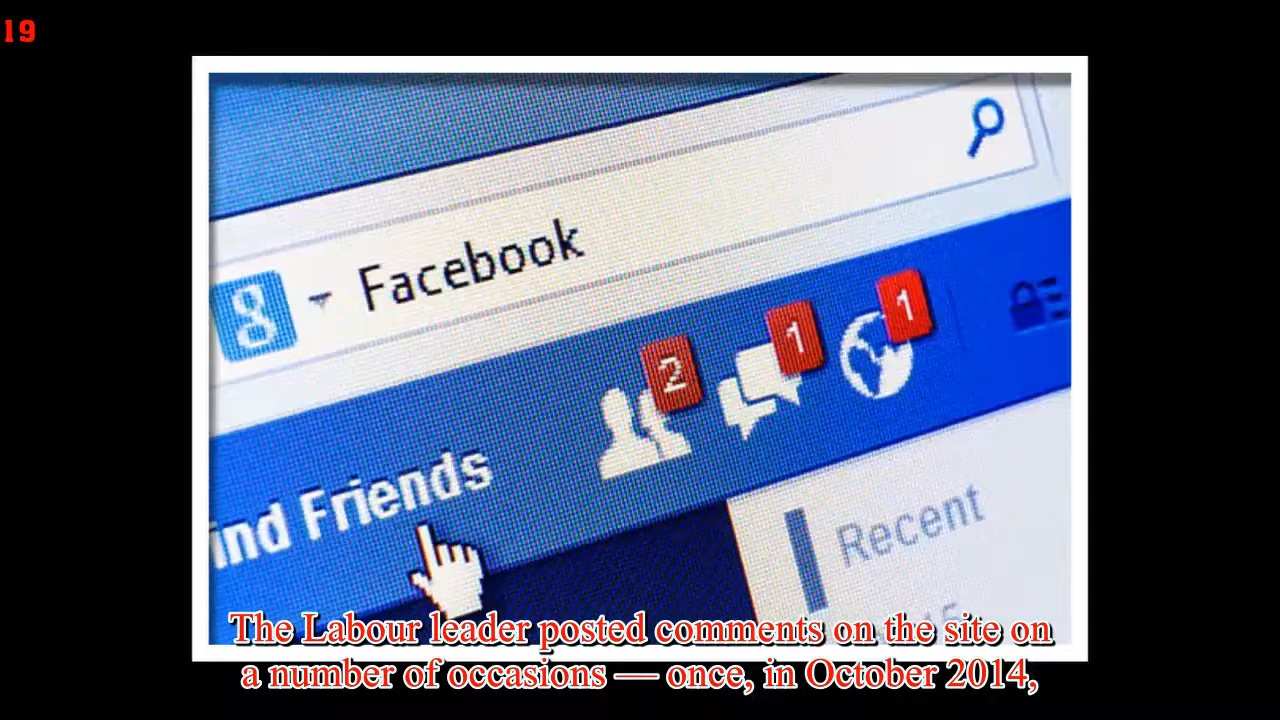 19
Facebook
8
2
1
1
ind Friends
Recent
The Labour leader posted comments on the site on
a number of occasions — once, in October 2014,